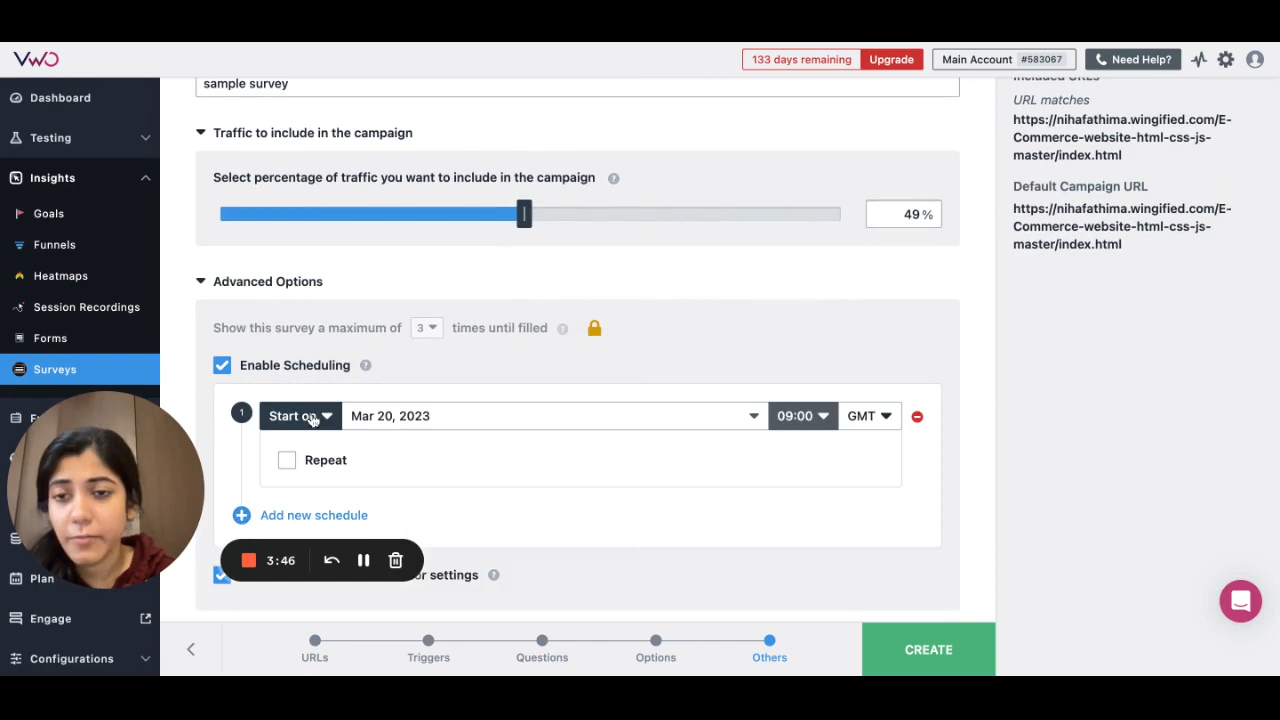 VWO
133 days remaining Upgrade Main Account #583067 Need Help?
Dashboard
Testing
Insights
Goals
Funnels
Heatmaps
Session Recordings
Forms
Surveys
Plan
Engage
Configurations
sample survey
Traffic to include in the campaign
Select percentage of traffic you want to include in the campaign ?
49 %
Advanced Options
Show this survey a maximum of 3 times until filled ?
Enable Scheduling ?
1 Start on Mar 20, 2023 09:00 GMT
Repeat
Add new schedule
3:46
settings ?
URLs Triggers Questions Options Others
CREATE
Included URLs
URL matches
https://nihafathima.wingified.com/E-
Commerce-website-html-css-js-
master/index.html
Default Campaign URL
https://nihafathima.wingified.com/E-
Commerce-website-html-css-js-
master/index.html